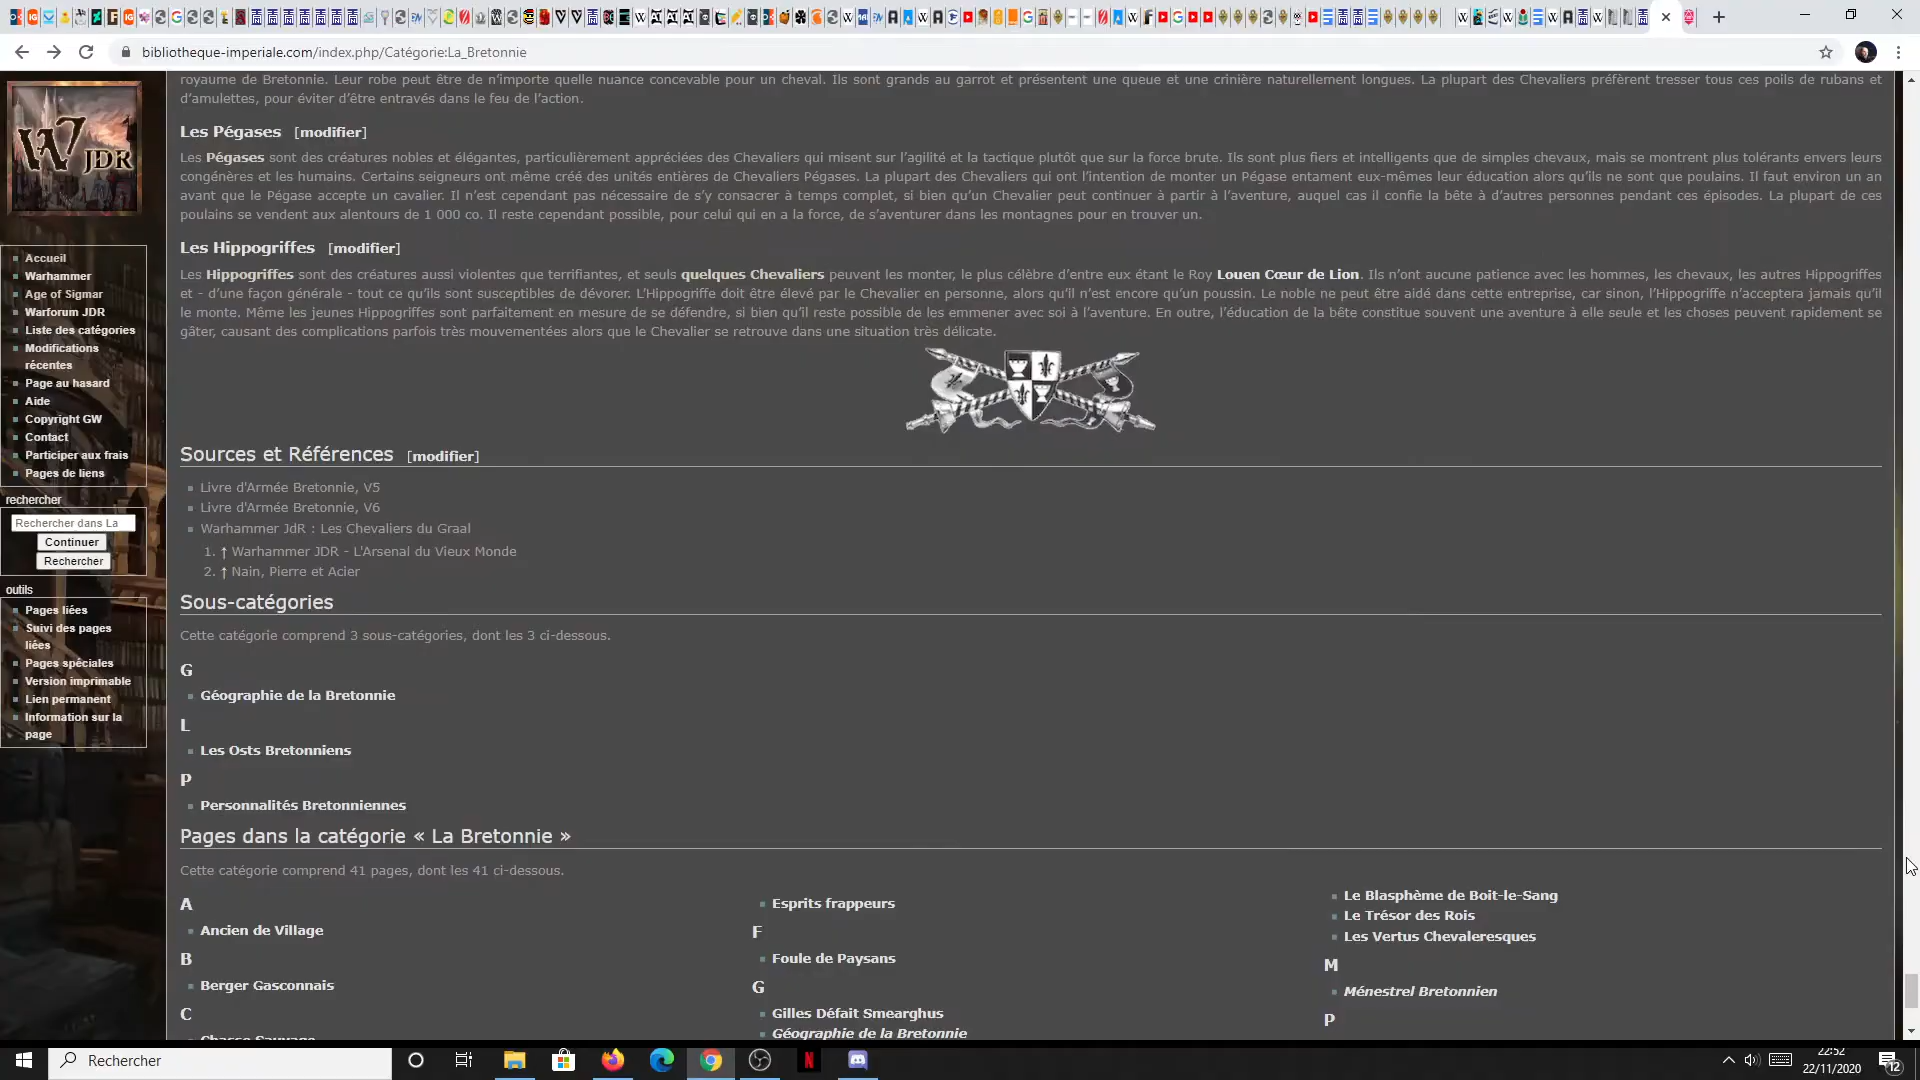 bibliotheque-imperiale.com/index.php/Catégorie:La_Bretonnie
royaume de Bretonnie. Leur robe peut être de n’importe quelle nuance concevable pour un cheval. Ils sont grands au garrot et présentent une queue et une crinière naturellement longues. La plupart des Chevaliers préfèrent tresser tous ces poils de rubans et
d’amulettes, pour éviter d’être entravés dans le feu de l’action.
Les Pégases [modifier]
Les Pégases sont des créatures nobles et élégantes, particulièrement appréciées des Chevaliers qui misent sur l’agilité et la tactique plutôt que sur la force brute. Ils sont plus fiers et intelligents que de simples chevaux, mais se montrent plus tolérants envers leurs
congénères et les humains. Certains seigneurs ont même créé des unités entières de Chevaliers Pégases. La plupart des Chevaliers qui ont l’intention de monter un Pégase entament eux-mêmes leur éducation alors qu’ils ne sont que poulains. Il faut environ un an
avant que le Pégase accepte un cavalier. Il n’est cependant pas nécessaire de s’y consacrer à temps complet, si bien qu’un Chevalier peut continuer à partir à l’aventure, auquel cas il confie la bête à d’autres personnes pendant ces épisodes. La plupart de ces
poulains se vendent aux alentours de 1 000 co. Il reste cependant possible, pour celui qui en a la force, de s’aventurer dans les montagnes pour en trouver un.
Les Hippogriffes [modifier]
Les Hippogriffes sont des créatures aussi violentes que terrifiantes, et seuls quelques Chevaliers peuvent les monter, le plus célèbre d’entre eux étant le Roy Louen Cœur de Lion. Ils n’ont aucune patience avec les hommes, les chevaux, les autres Hippogriffes
et - d’une façon générale - tout ce qu’ils sont susceptibles de dévorer. L’Hippogriffe doit être élevé par le Chevalier en personne, alors qu’il n’est encore qu’un poussin. Le noble ne peut être aidé dans cette entreprise, car sinon, l’Hippogriffe n’acceptera jamais qu’il
le monte. Même les jeunes Hippogriffes sont parfaitement en mesure de se défendre, si bien qu’il reste possible de les emmener avec soi à l’aventure. En outre, l’éducation de la bête constitue souvent une aventure à elle seule et les choses peuvent rapidement se
gâter, causant des complications parfois très mouvementées alors que le Chevalier se retrouve dans une situation très délicate.
Sources et Références [modifier]
Livre d'Armée Bretonnie, V5
Livre d'Armée Bretonnie, V6
Warhammer JdR : Les Chevaliers du Graal
1. ↑ Warhammer JDR - L'Arsenal du Vieux Monde
2. ↑ Nain, Pierre et Acier
Sous-catégories
Cette catégorie comprend 3 sous-catégories, dont les 3 ci-dessous.
G
Géographie de la Bretonnie
L
Les Osts Bretonniens
P
Personnalités Bretonniennes
Pages dans la catégorie « La Bretonnie »
Cette catégorie comprend 41 pages, dont les 41 ci-dessous.
A
Ancien de Village
B
Berger Gasconnais
C
Chasse Sauvage
Esprits frappeurs
F
Foule de Paysans
G
Gilles Défait Smearghus
Géographie de la Bretonnie
Le Blasphème de Boit-le-Sang
Le Trésor des Rois
Les Vertus Chevaleresques
M
Ménestrel Bretonnien
P
W JDR
Accueil
Warhammer
Age of Sigmar
Warforum JDR
Liste des catégories
Modifications
récentes
Page au hasard
Aide
Copyright GW
Contact
Participer aux frais
Pages de liens
rechercher
Rechercher dans La
Continuer
Rechercher
outils
Pages liées
Suivi des pages
liées
Pages spéciales
Version imprimable
Lien permanent
Information sur la
page
Rechercher
22:52
22/11/2020
12